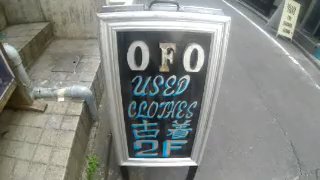 OFO
USED
CLOTHES
古着
2F